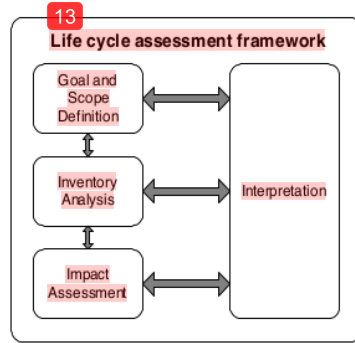 13
Life cycle assessment framework
Goal and
Scope
Definition
Inventory
Analysis
Interpretation
Impact
Assessment